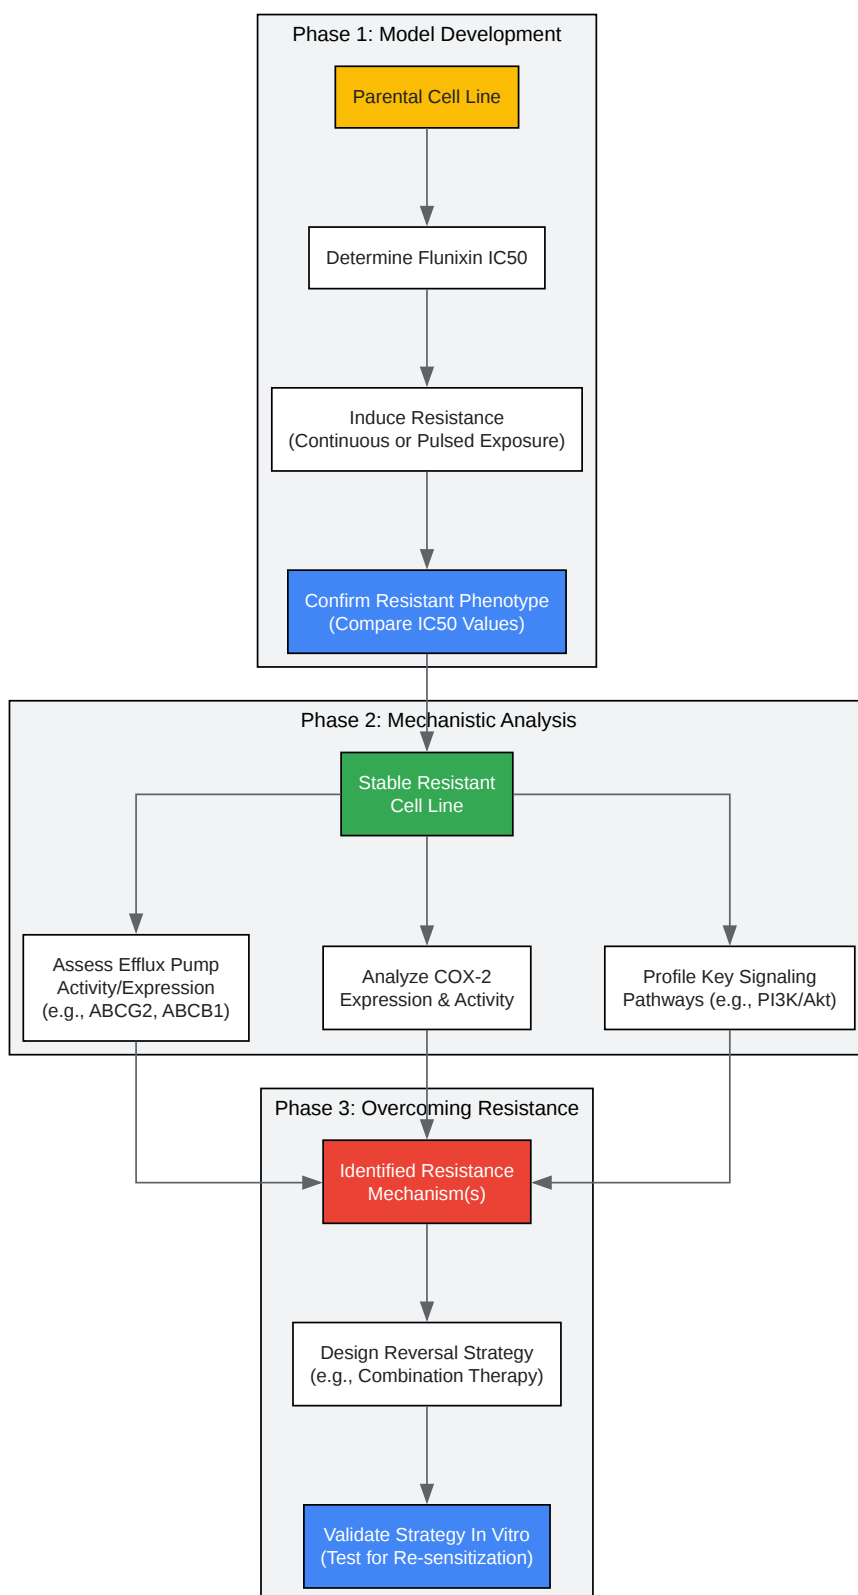 Phase 1: Model Development
Parental Cell Line
Determine Flunixin IC50
Induce Resistance
(Continuous or Pulsed Exposure)
Confirm Resistant Phenotype
(Compare IC50 Values)
Phase 2: Mechanistic Analysis
Stable Resistant
Cell Line
Assess Efflux Pump
Activity/Expression
(e.g., ABCG2, ABCB1)
Analyze COX-2
Expression & Activity
Profile Key Signaling
Pathways (e.g., PI3K/Akt)
Phase 3: Overcoming Resistance
Identified Resistance
Mechanism(s)
Design Reversal Strategy
(e.g., Combination Therapy)
Validate Strategy In Vitro
(Test for Re-sensitization)